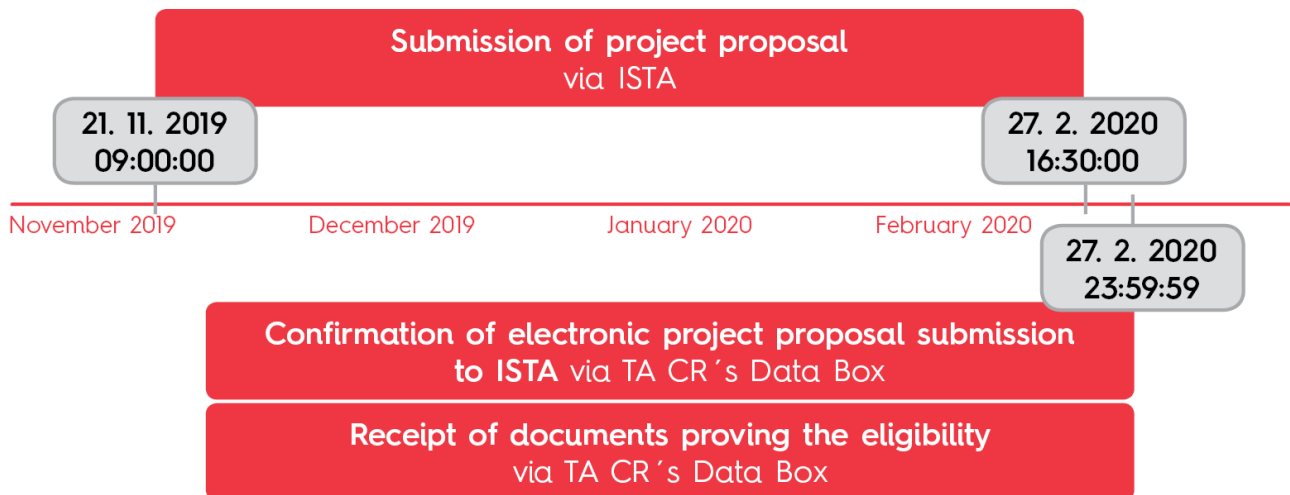 Submission of project proposal
via ISTA
21. 11. 2019
09:00:00
27. 2. 2020
16:30:00
November 2019
December 2019
January 2020
February 2020
27. 2. 2020
23:59:59
Confirmation of electronic project proposal submission
to ISTA via TA CR´s Data Box
Receipt of documents proving the eligibility
via TA CR´s Data Box